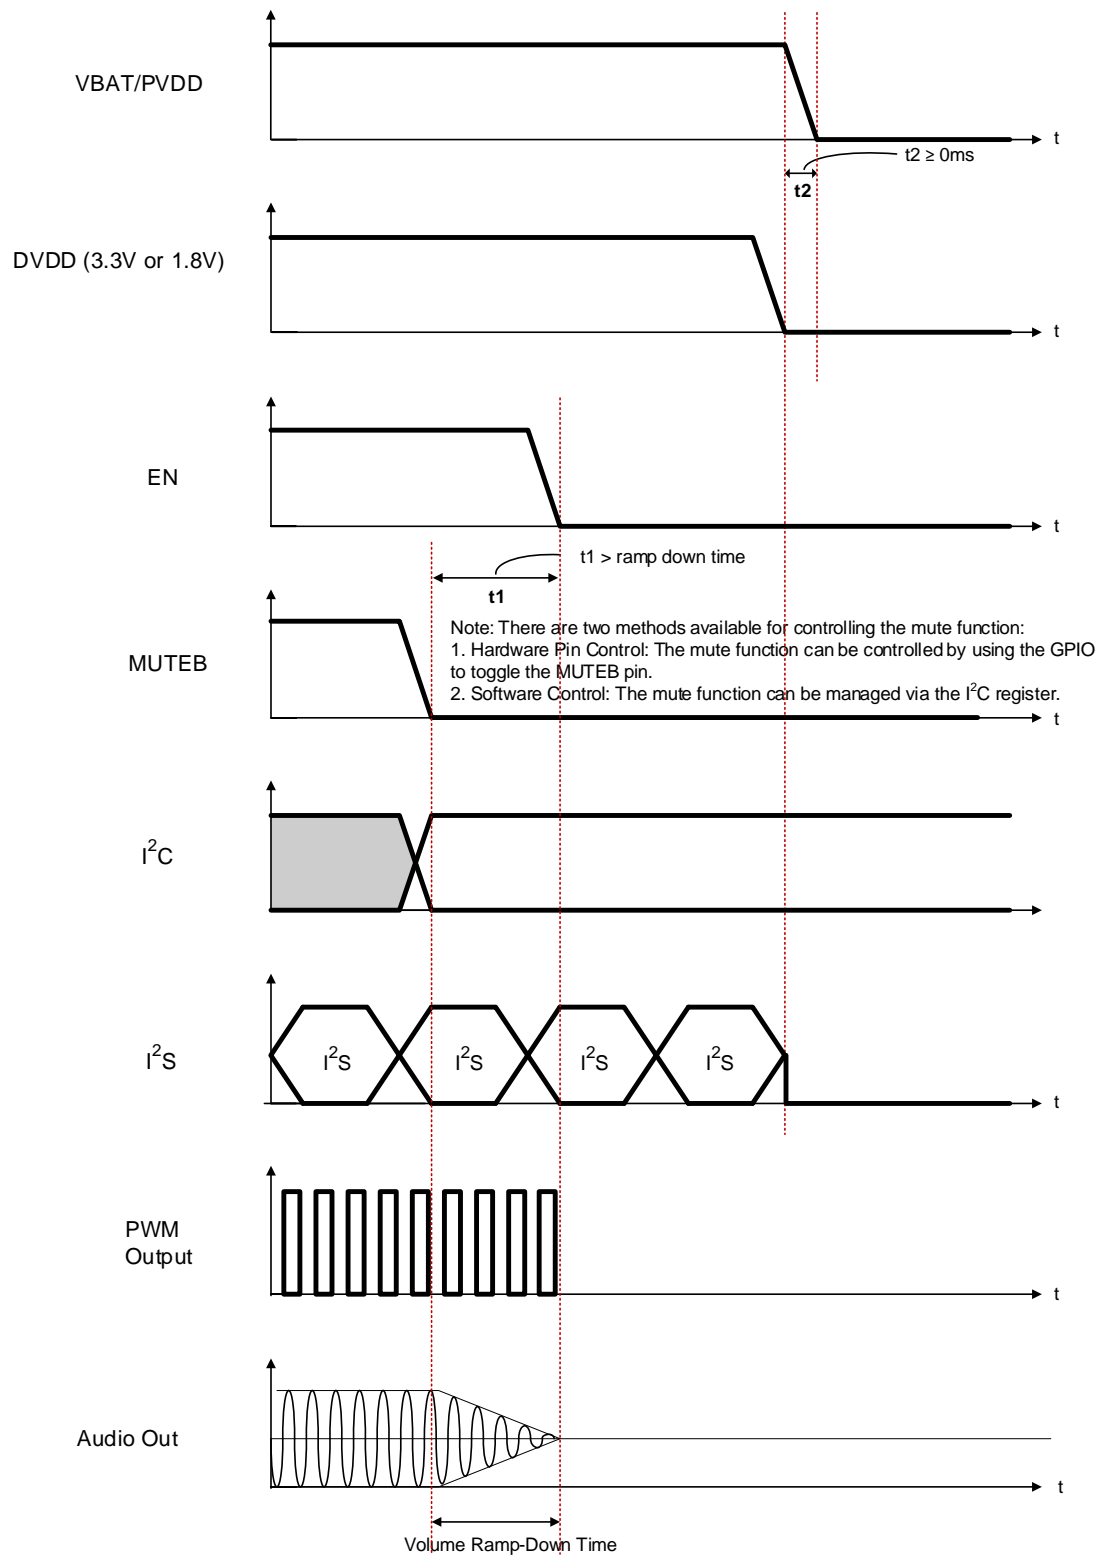 VBAT/PVDD
t
t2 ≥ 0ms
t2
DVDD (3.3V or 1.8V)
t
EN
t
t1 > ramp down time
t1
Note: There are two methods available for controlling the mute function:
1. Hardware Pin Control: The mute function can be controlled by using the GPIO
to toggle the MUTEB pin.
2. Software Control: The mute function can be managed via the I²C register.
MUTEB
t
I²C
I²S
I²S
I²S
I²S
I²S
t
PWM
Output
t
Audio Out
t
Volume Ramp-Down Time